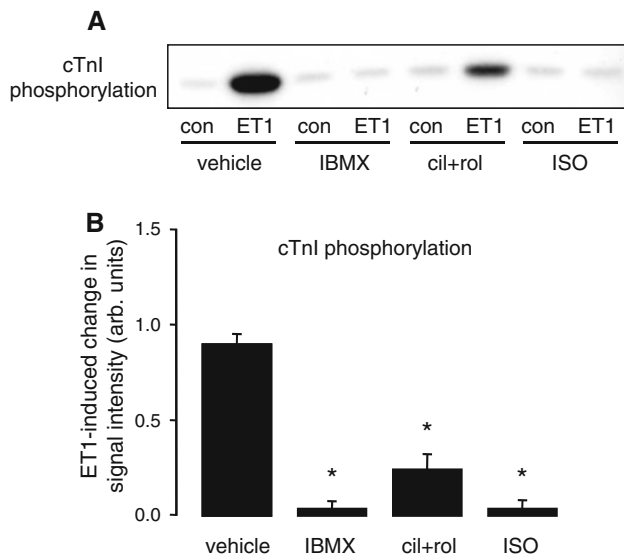 A
cTnI
phosphorylation
con ET1 con ET1 con ET1 con ET1
vehicle IBMX cil+rol ISO
B
cTnI phosphorylation
ET1-induced change in
signal intensity (arb. units)
1.5
1.0
0.5
0.0
* * *
vehicle IBMX cil+rol ISO